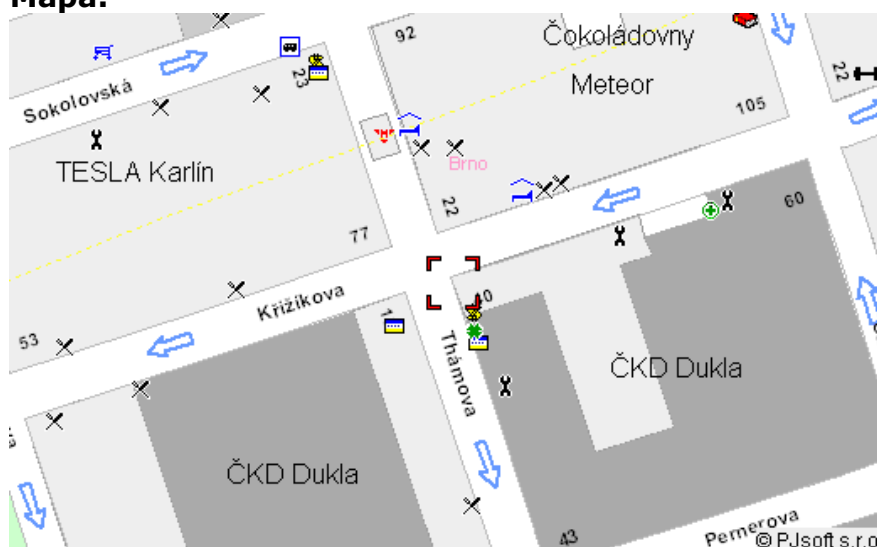 Mapa:
92
Čokoládovny
Meteor
23
22
105
Sokolovská
TESLA Karlín
Brno
22
60
77
Křižíkova
1
40
53
Thámova
ČKD Dukla
ČKD Dukla
43
Pernerova
© PJsoft s.r.o